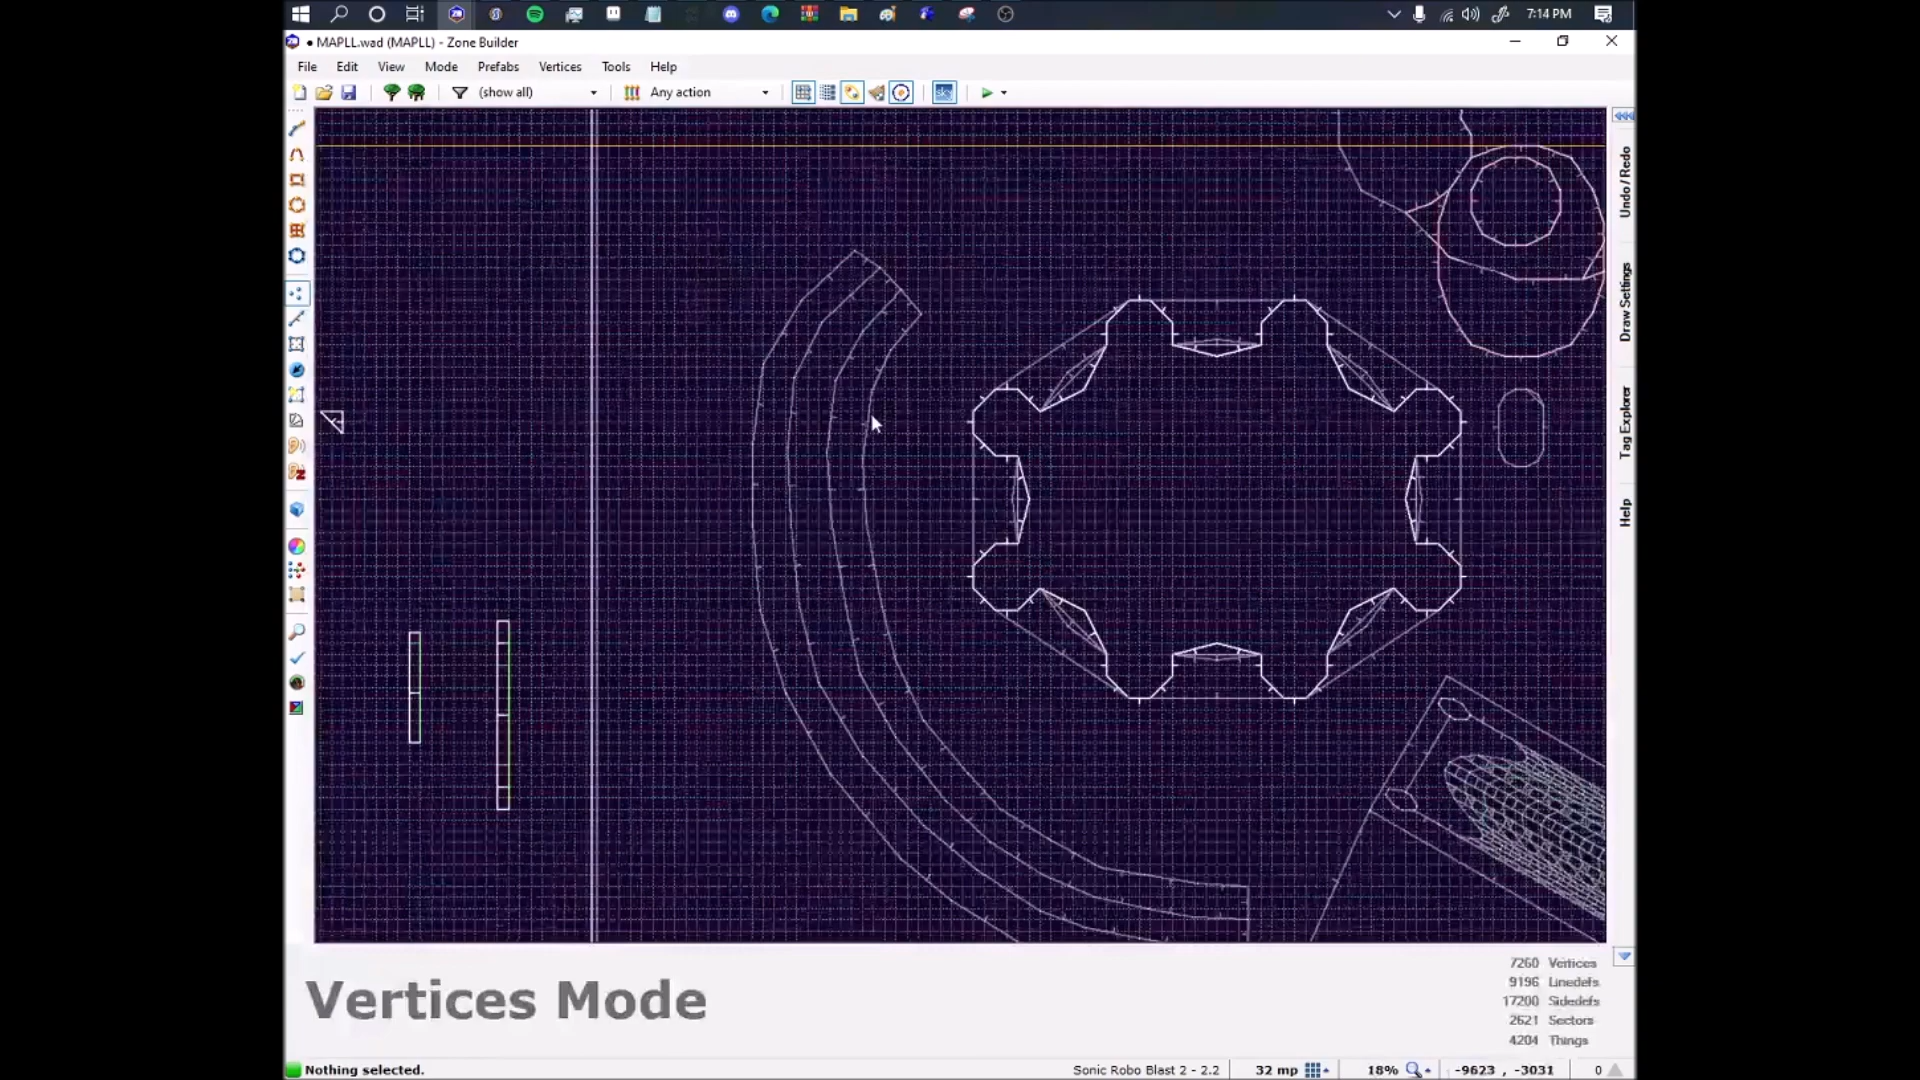 7:14 PM
• MAPLL.wad (MAPLL) - Zone Builder
File Edit View Mode Prefabs Vertices Tools Help
(show all) Any action
Undo/Redo
Draw Settings
Tag Explorer
Help
Vertices Mode
7260 Vertices
9196 Linedefs
17200 Sidedefs
2621 Sectors
4204 Things
Nothing selected. Sonic Robo Blast 2 - 2.2 32 mp 18% -9623 , -3031 0